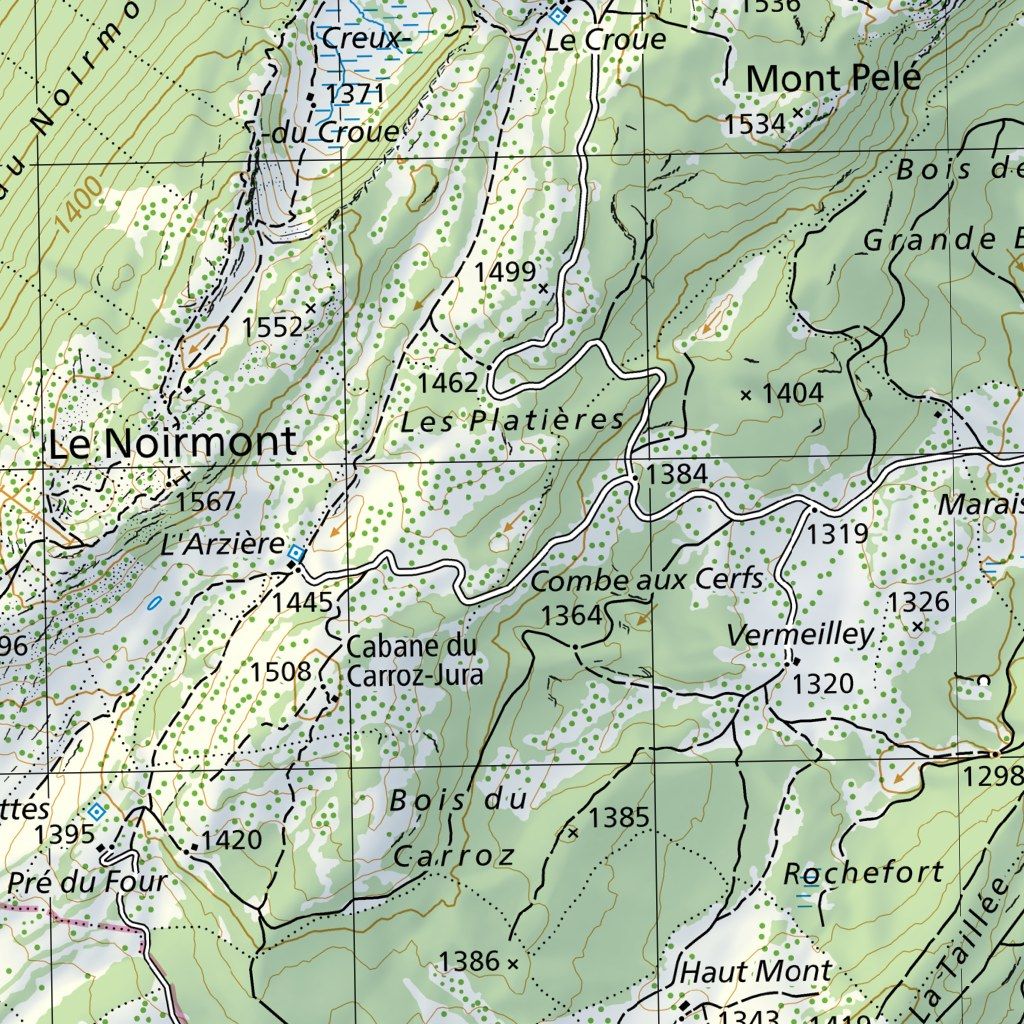 1536
Creux-
Le Croue
Mont Pelé
1371
du Noirmo
-du Croue
1534
Bois de
1400
Grande
1499
1552
1462
1404
Les Platières
Le Noirmont
1384
1567
Marais
1319
L'Arzière
Combe aux Cerfs
1445
1364
1326
Vermeilley
96
Cabane du
Carroz-Jura
1508
1320
1298
Bois du
ttes
1395
1385
1420
Carroz
Rochefort
Pré du Four
La Taillée
1386
Haut Mont
1343
1419